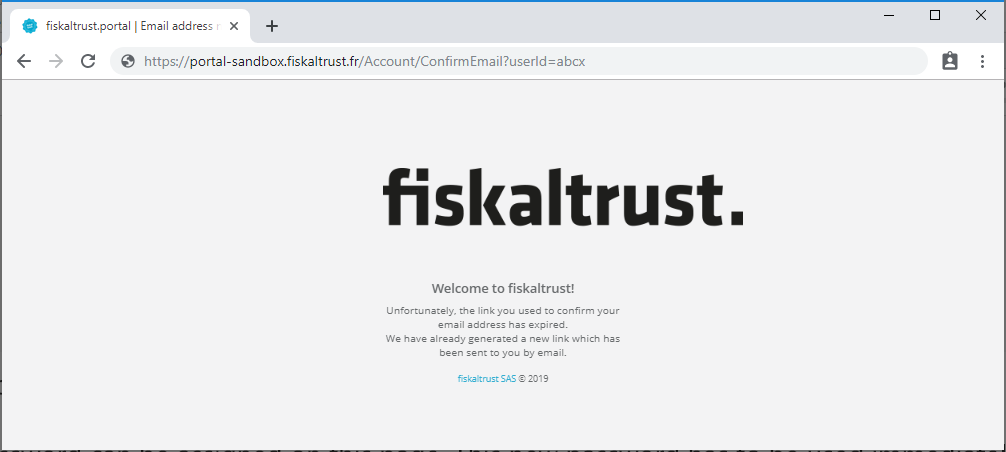 fiskaltrust.portal | Email address
https://portal-sandbox.fiskaltrust.fr/Account/ConfirmEmail?userId=abcx
fiskaltrust.
Welcome to fiskaltrust!
Unfortunately, the link you used to confirm your
email address has expired.
We have already generated a new link which has
been sent to you by email.
fiskaltrust SAS © 2019